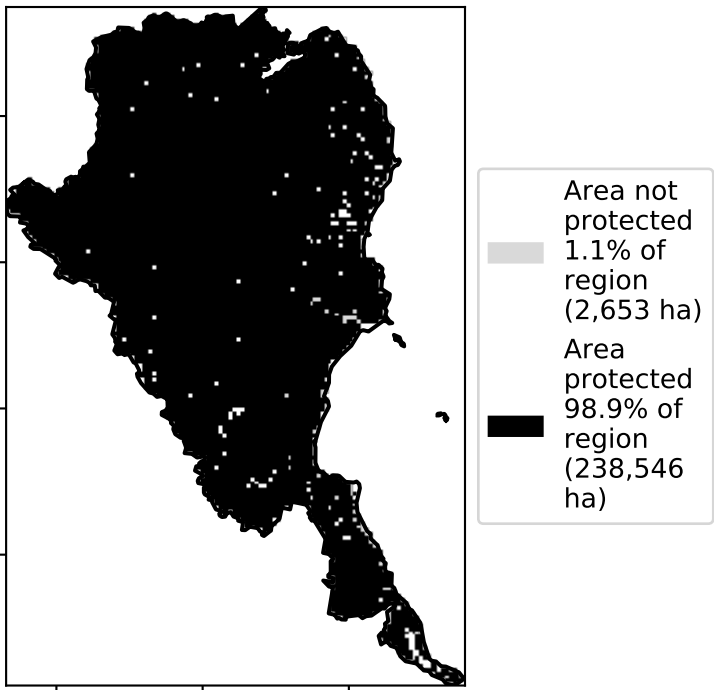 Area not
protected
1.1% of
region
(2,653 ha)
Area
protected
98.9% of
region
(238,546
ha)